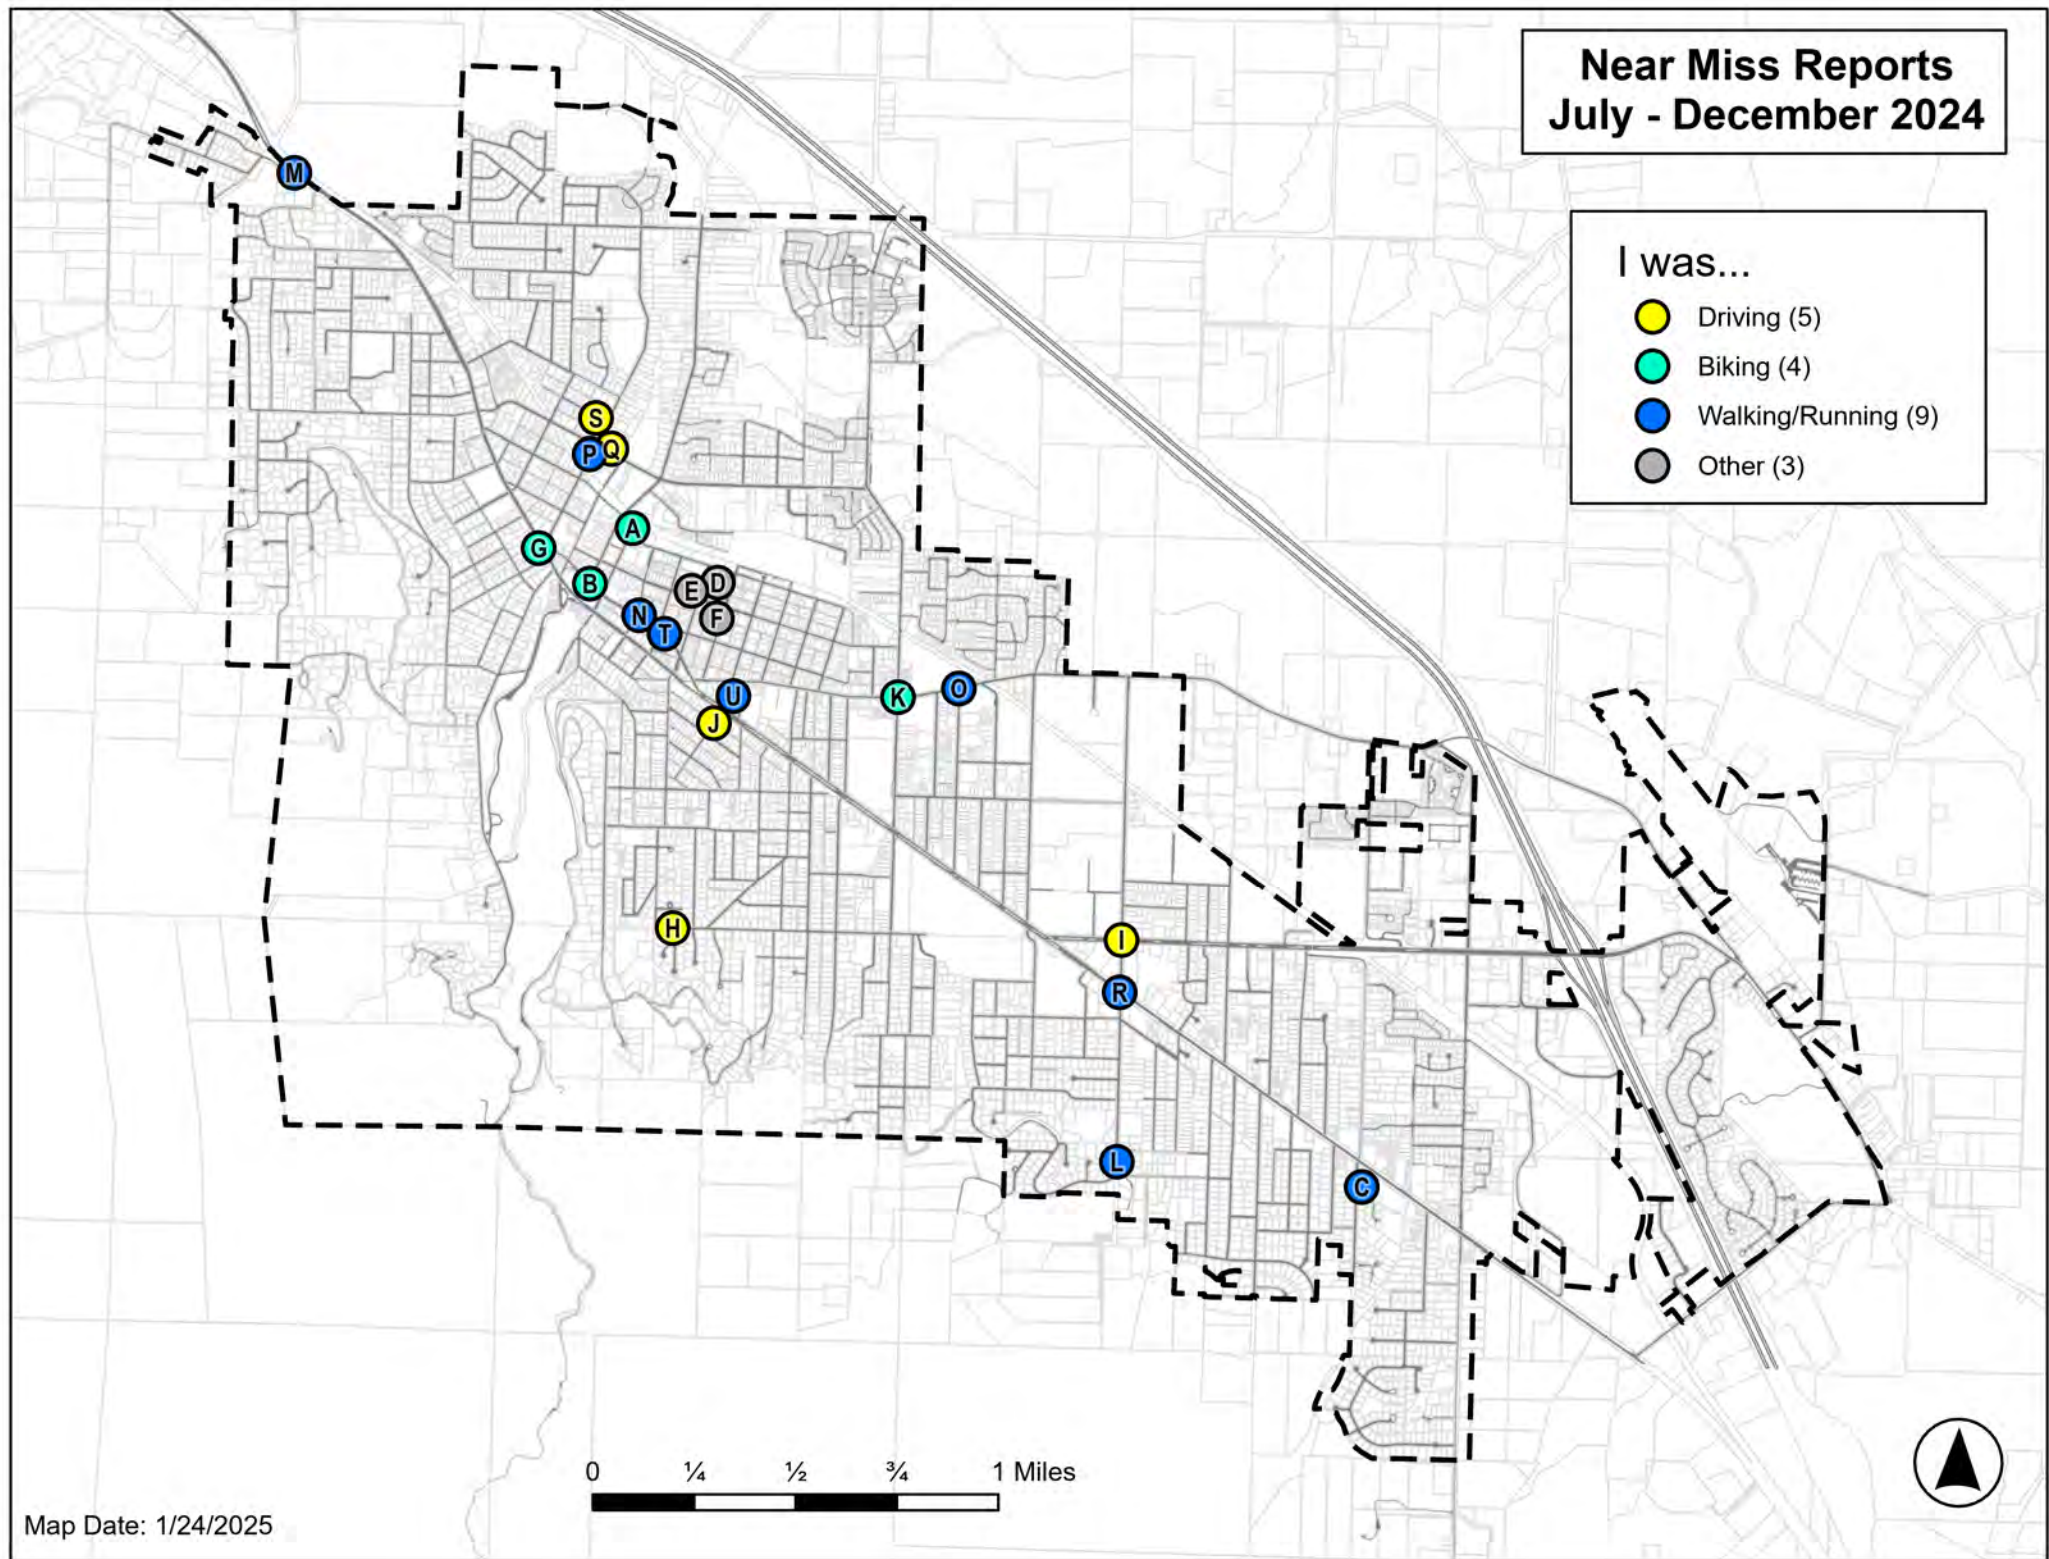 Near Miss Reports
July - December 2024
I was...
Driving (5)
Biking (4)
Walking/Running (9)
Other (3)
M
S
Q
P
A
G
B
E
D
F
N
T
U
J
K
O
H
I
R
L
C
0 ¼ ½ ¾ 1 Miles
Map Date: 1/24/2025